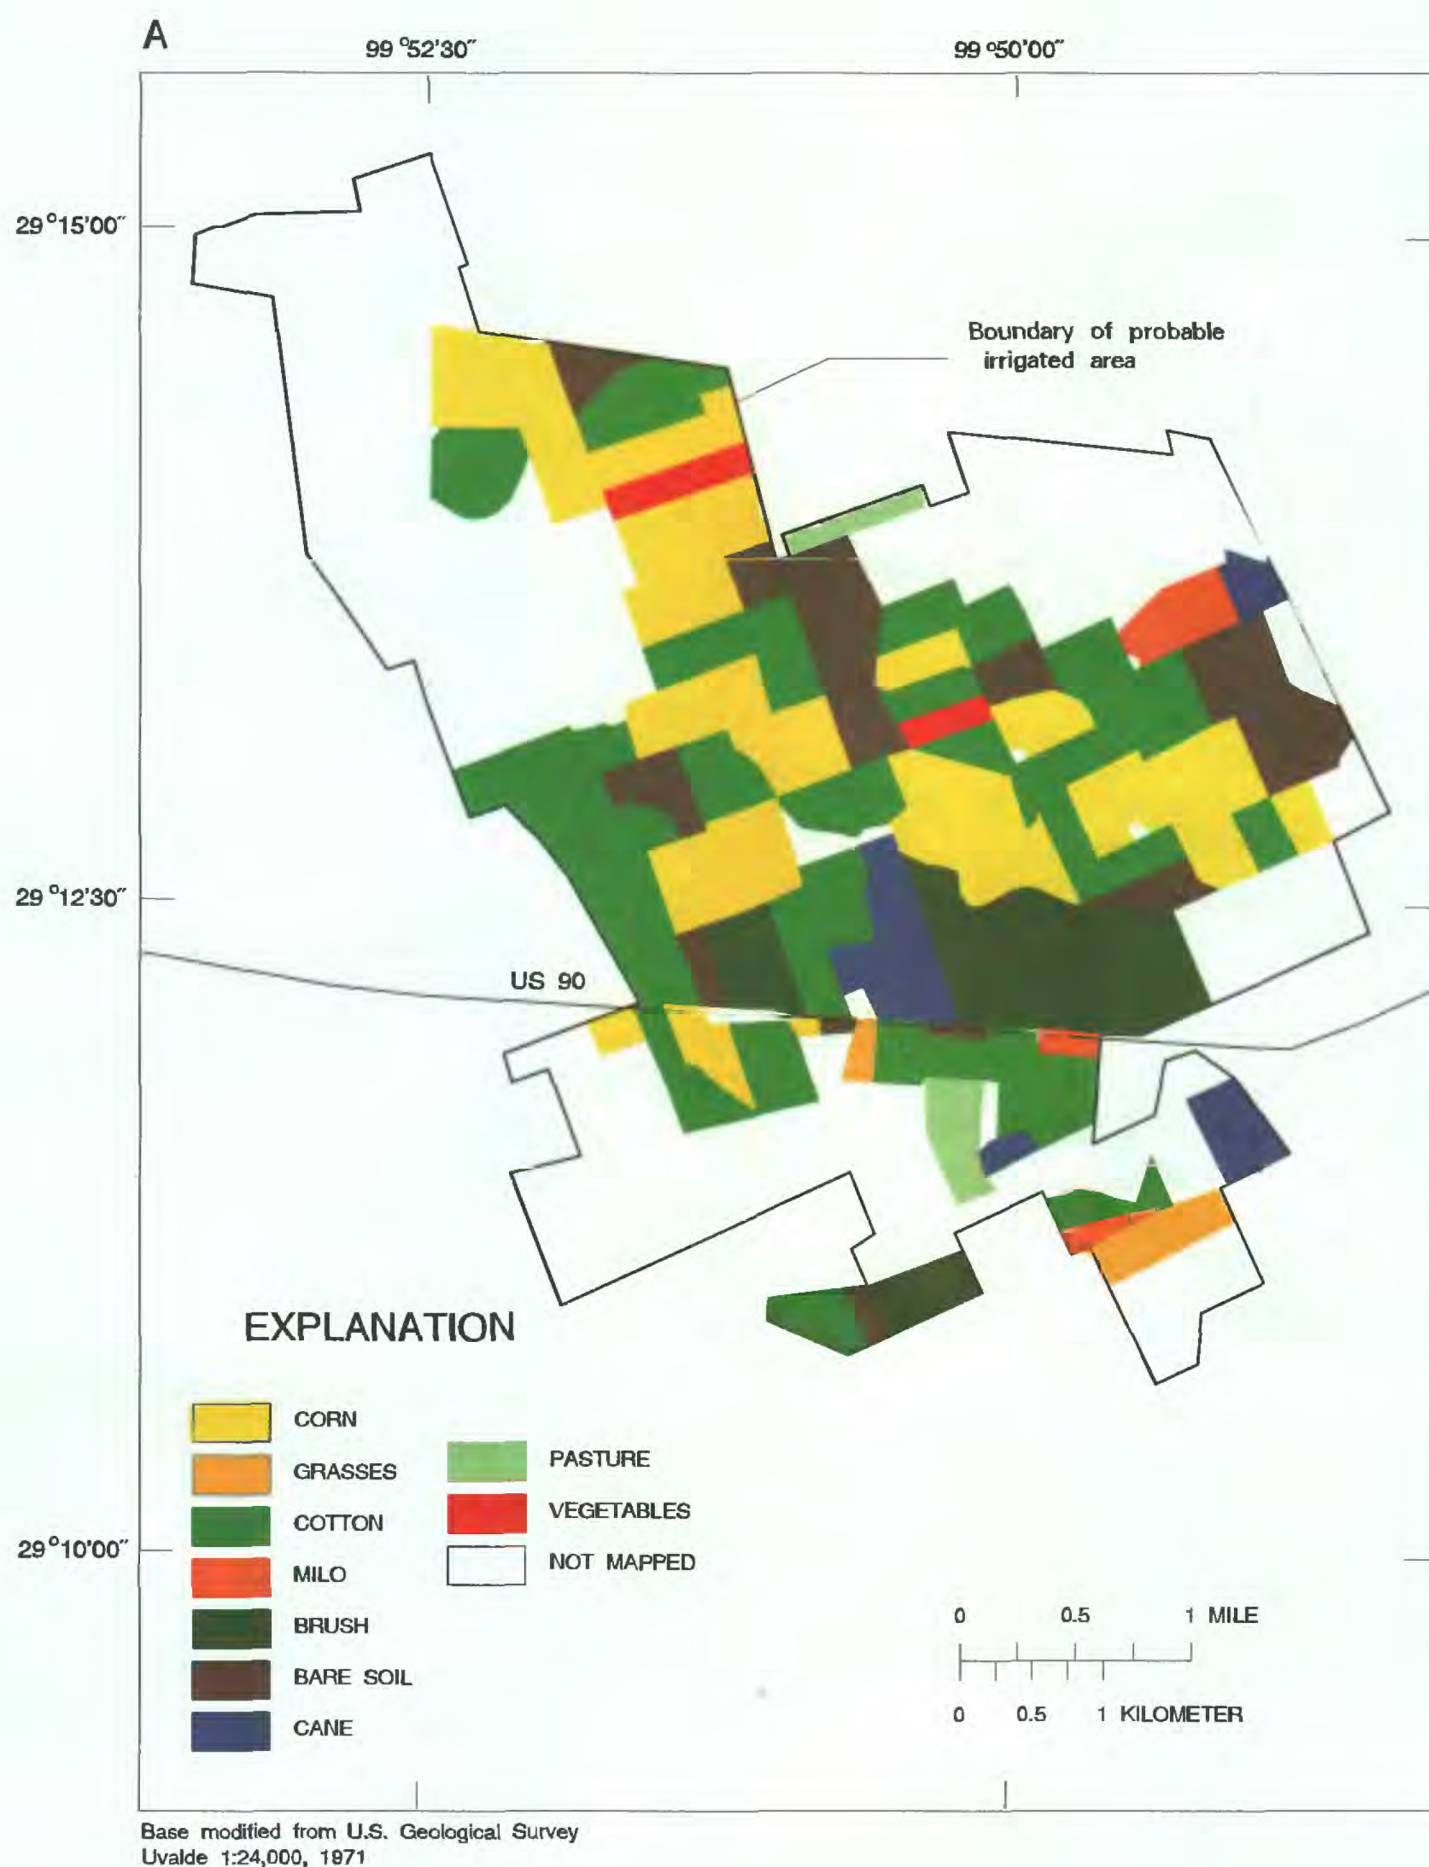 A
99 °52'30" 99 °50'00"
29 °15'00"
Boundary of probable
irrigated area
29 °12'30"
US 90
EXPLANATION
CORN
GRASSES
COTTON
MILO
BRUSH
BARE SOIL
CANE
PASTURE
VEGETABLES
NOT MAPPED
29 °10'00"
0 0.5 1 MILE
0 0.5 1 KILOMETER
Base modified from U.S. Geological Survey
Uvalde 1:24,000, 1971